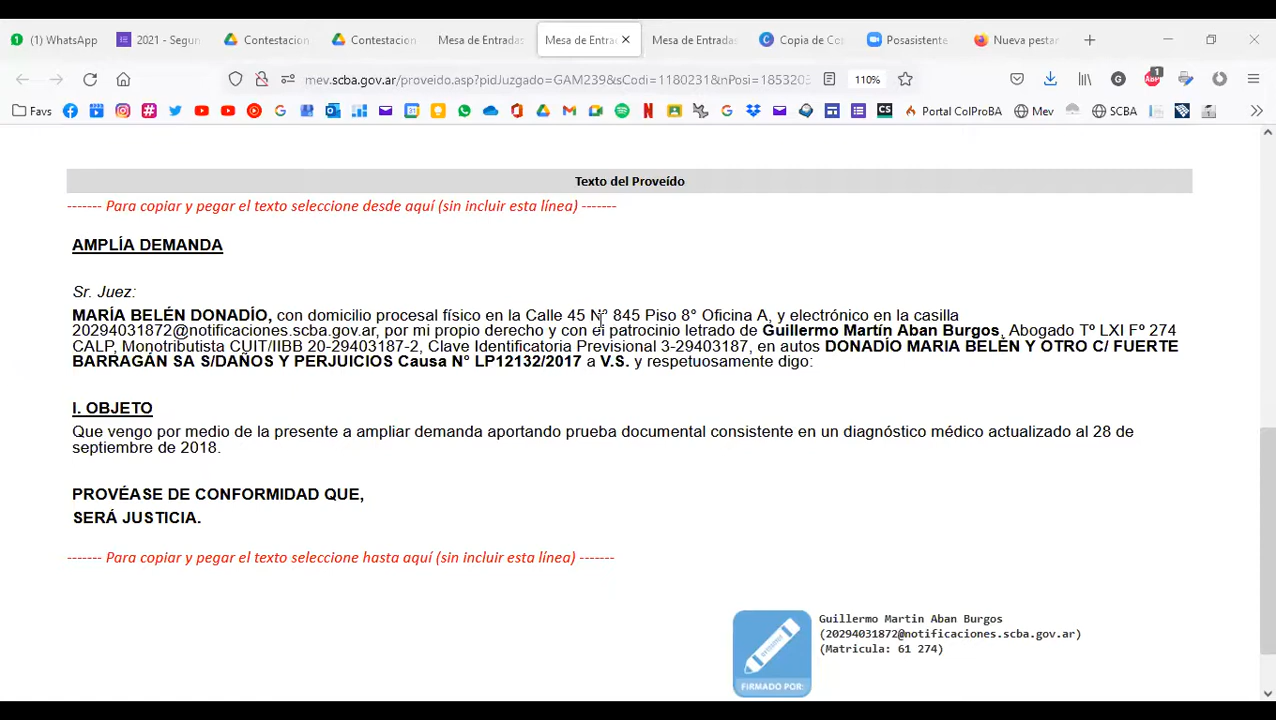 (1) WhatsApp
2021 - Segur
Contestacion
Contestacion
Mesa de Entradas
Mesa de Entra
Mesa de Entradas
Copia de Co
Posasistente
Nueva pestañ
mev.scba.gov.ar/proveido.asp?pidJuzgado=GAM239&sCodi=1180231&nPosi=1853203
110%
Favs
Portal ColProBA
Mev
SCBA
Texto del Proveído
------- Para copiar y pegar el texto seleccione desde aquí (sin incluir esta línea) -------
AMPLÍA DEMANDA
Sr. Juez:
MARÍA BELÉN DONADÍO, con domicilio procesal físico en la Calle 45 N° 845 Piso 8° Oficina A, y electrónico en la casilla
20294031872@notificaciones.scba.gov.ar, por mi propio derecho y con el patrocinio letrado de Guillermo Martín Aban Burgos, Abogado Tº LXI Fº 274
CALP, Monotributista CUIT/IIBB 20-29403187-2, Clave Identificatoria Previsional 3-29403187, en autos DONADÍO MARIA BELÉN Y OTRO C/ FUERTE
BARRAGÁN SA S/DAÑOS Y PERJUICIOS Causa N° LP12132/2017 a V.S. y respetuosamente digo:
I. OBJETO
Que vengo por medio de la presente a ampliar demanda aportando prueba documental consistente en un diagnóstico médico actualizado al 28 de
septiembre de 2018.
PROVÉASE DE CONFORMIDAD QUE,
SERÁ JUSTICIA.
------- Para copiar y pegar el texto seleccione hasta aquí (sin incluir esta línea) -------
Guillermo Martin Aban Burgos
(20294031872@notificaciones.scba.gov.ar)
(Matricula: 61 274)
FIRMADO POR: